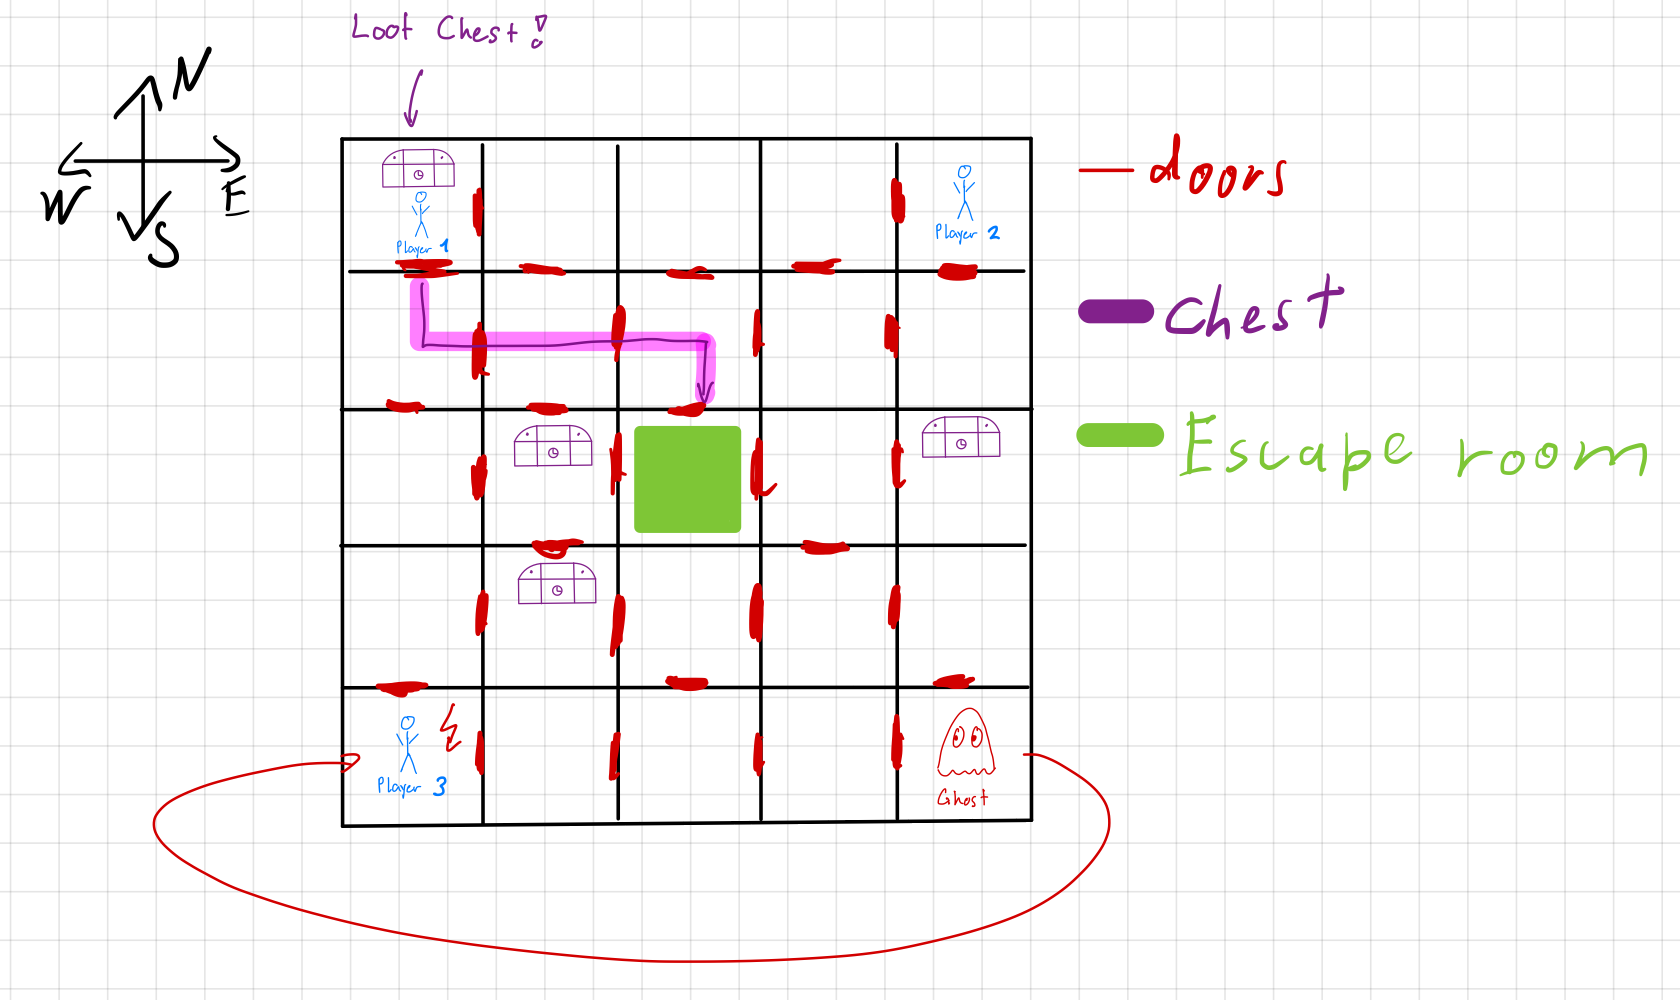 Loot Chest!
N
W
E
S
Player 1
Player 2
doors
Chest
Escape room
Player 3
Ghost